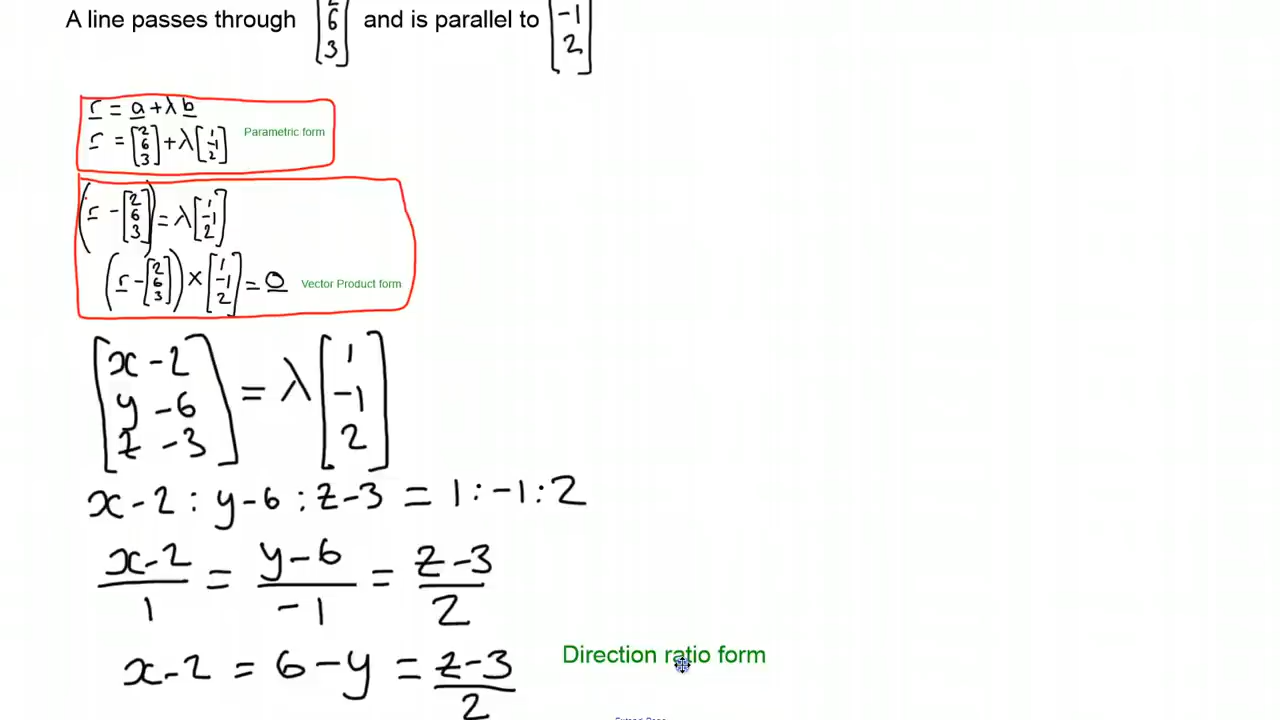 A line passes through [2 6 3] and is parallel to [-1 2]
r = a + λ b
r = [2 6 3] + λ [1 -1 2] Parametric form
(r - [2 6 3]) = λ [1 -1 2]
(r - [2 6 3]) × [1 -1 2] = 0 Vector Product form
[x - 2 y - 6 z - 3] = λ [1 -1 2]
x - 2 : y - 6 : z - 3 = 1 : -1 : 2
x-2/1 = y-6/-1 = z-3/2
x-2 = 6-y = z-3/2
Direction ratio form